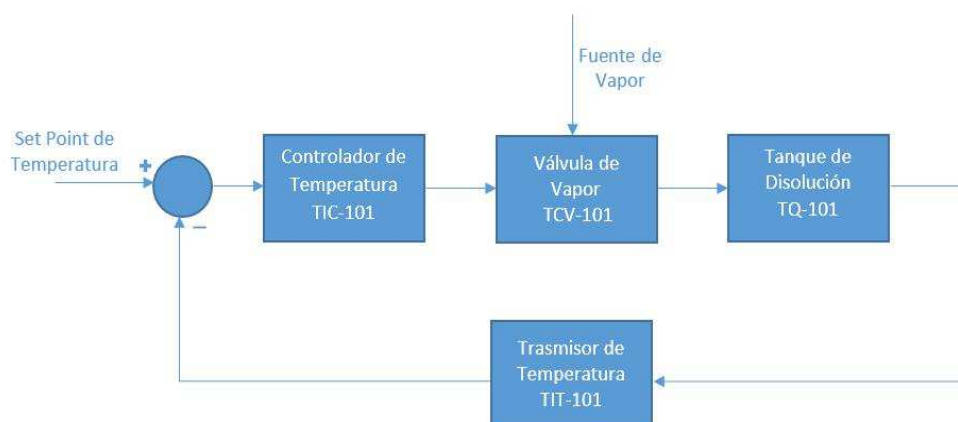 Fuente de
Vapor
Set Point de
Temperatura
+
Controlador de
Temperatura
TIC-101
Válvula de
Vapor
TCV-101
Tanque de
Disolución
TQ-101
–
Trasmisor de
Temperatura
TIT-101